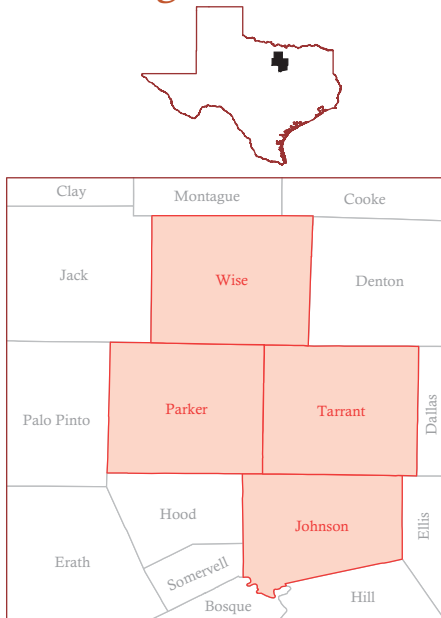 Clay
Montague
Cooke
Jack
Wise
Denton
Palo Pinto
Parker
Tarrant
Dallas
Hood
Johnson
Ellis
Erath
Somervell
Bosque
Hill